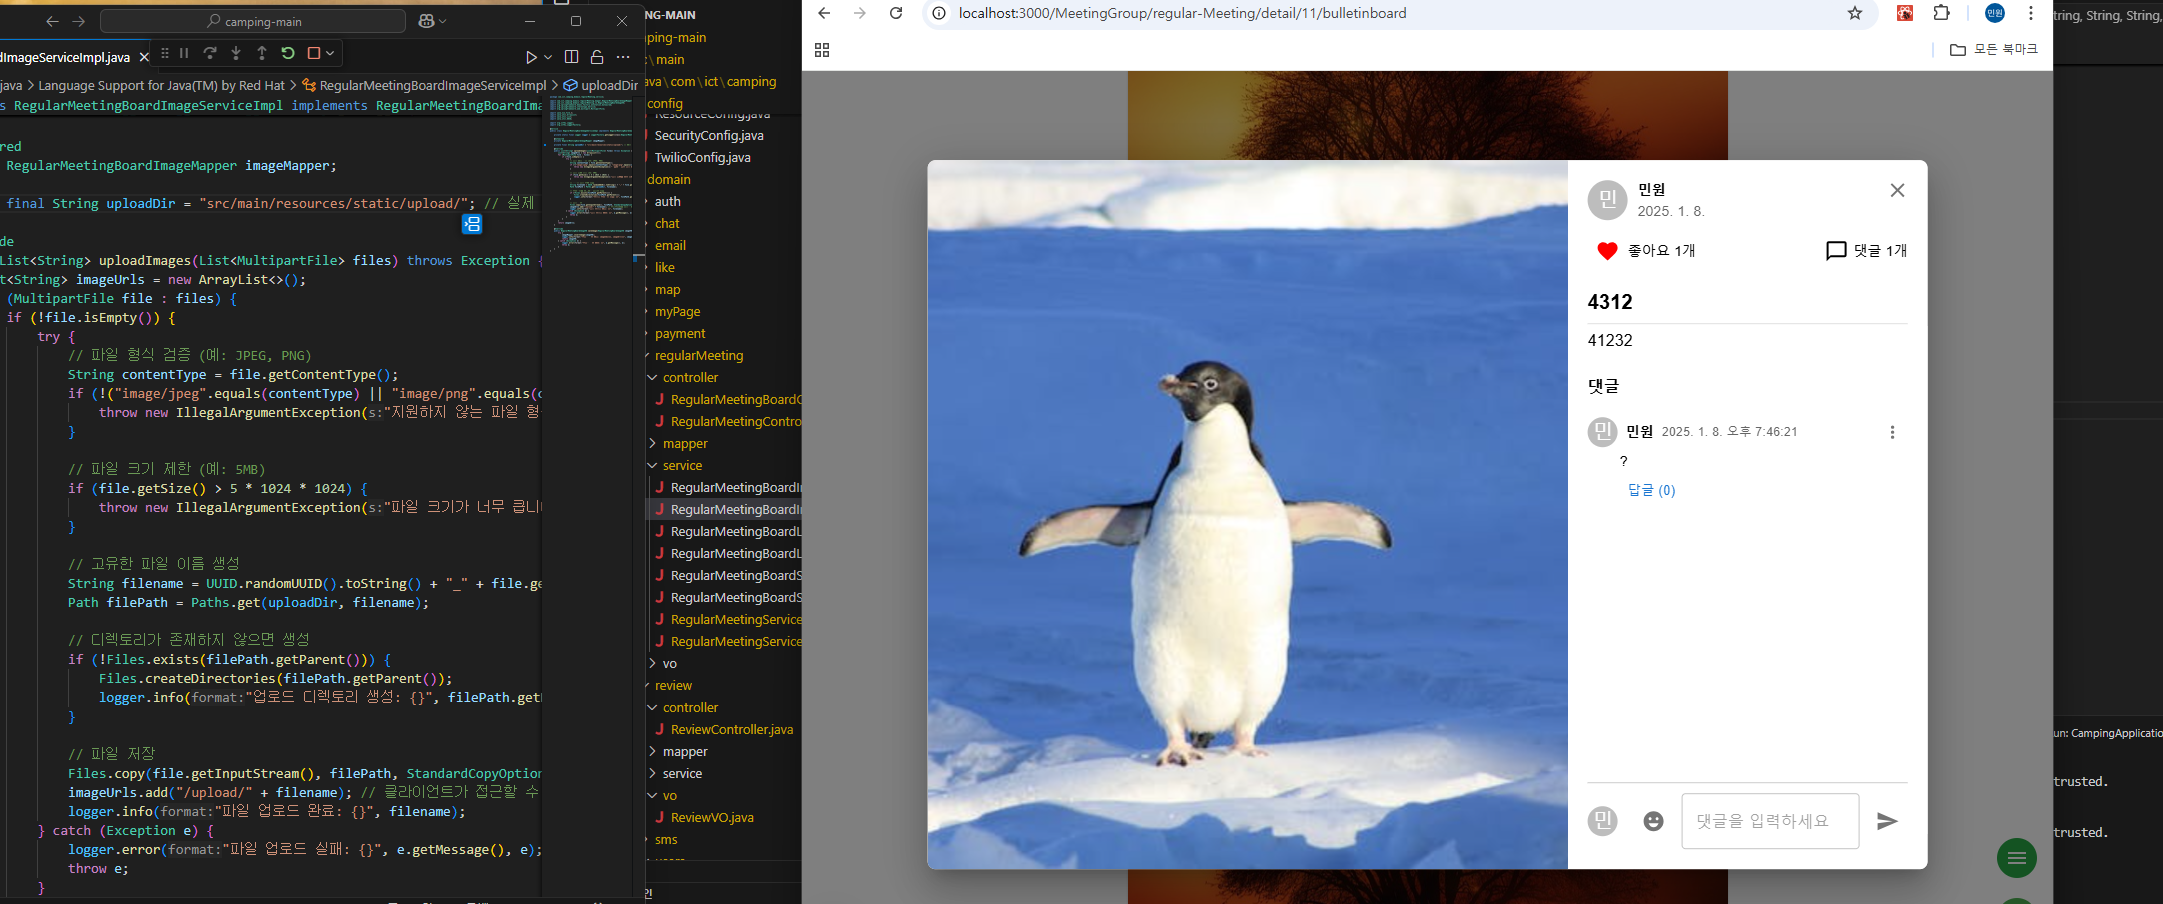 camping-main
dImageServiceImpl.java
java > Language Support for Java(TM) by Red Hat > RegularMeetingBoardImageServiceImpl > uploadDir
s RegularMeetingBoardImageServiceImpl implements RegularMeetingBoardIma
red
RegularMeetingBoardImageMapper imageMapper;
final String uploadDir = "src/main/resources/static/upload/"; // 실제
de
List<String> uploadImages(List<MultipartFile> files) throws Exception {
t<String> imageUrls = new ArrayList<>();
(MultipartFile file : files) {
if (!file.isEmpty()) {
try {
// 파일 형식 검증 (예: JPEG, PNG)
String contentType = file.getContentType();
if (!("image/jpeg".equals(contentType) || "image/png".equals(c
throw new IllegalArgumentException(s:"지원하지 않는 파일 형
}
// 파일 크기 제한 (예: 5MB)
if (file.getSize() > 5 * 1024 * 1024) {
throw new IllegalArgumentException(s:"파일 크기가 너무 큽니
}
// 고유한 파일 이름 생성
String filename = UUID.randomUUID().toString() + "_" + file.ge
Path filePath = Paths.get(uploadDir, filename);
// 디렉토리가 존재하지 않으면 생성
if (!Files.exists(filePath.getParent())) {
Files.createDirectories(filePath.getParent());
logger.info(format:"업로드 디렉토리 생성: {}", filePath.get
}
// 파일 저장
Files.copy(file.getInputStream(), filePath, StandardCopyOption
imageUrls.add("/upload/" + filename); // 클라이언트가 접근할 수
logger.info(format:"파일 업로드 완료: {}", filename);
} catch (Exception e) {
logger.error(format:"파일 업로드 실패: {}", e.getMessage(), e);
throw e;
}
NG-MAIN
ping-main
c\main
ava\com\ict\camping
config
ResourceConfig.java
SecurityConfig.java
TwilioConfig.java
domain
auth
chat
email
like
map
myPage
payment
regularMeeting
controller
RegularMeetingBoardC
RegularMeetingContro
mapper
service
RegularMeetingBoardI
RegularMeetingBoardI
RegularMeetingBoardL
RegularMeetingBoardL
RegularMeetingBoardS
RegularMeetingBoardS
RegularMeetingService
RegularMeetingService
vo
review
controller
ReviewController.java
mapper
service
vo
ReviewVO.java
sms
localhost:3000/MeetingGroup/regular-Meeting/detail/11/bulletinboard
민원
모든 북마크
민
민원
2025. 1. 8.
좋아요 1개
댓글 1개
4312
41232
댓글
민
민원 2025. 1. 8. 오후 7:46:21
?
답글 (0)
민
댓글을 입력하세요
tring, String, String,
un: CampingApplicatio
trusted.
trusted.